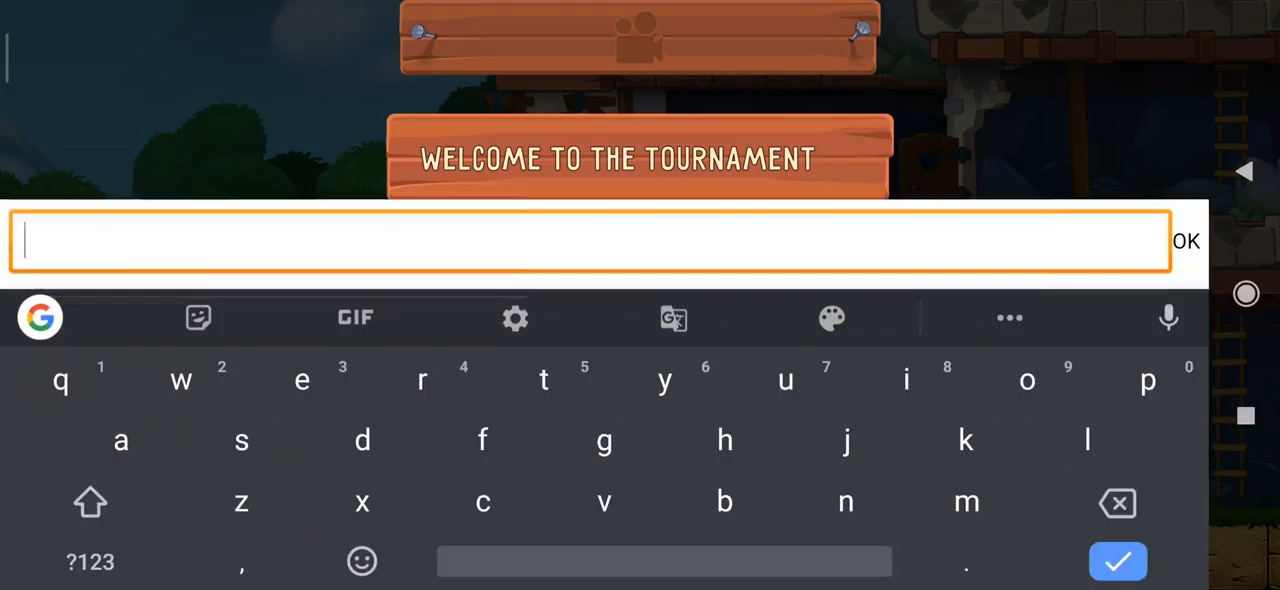 WELCOME TO THE TOURNAMENT
OK
GIF
q 1 w 2 e 3 r 4 t 5 y 6 u 7 i 8 o 9 p 0
a s d f g h j k l
z x c v b n m
?123 , .